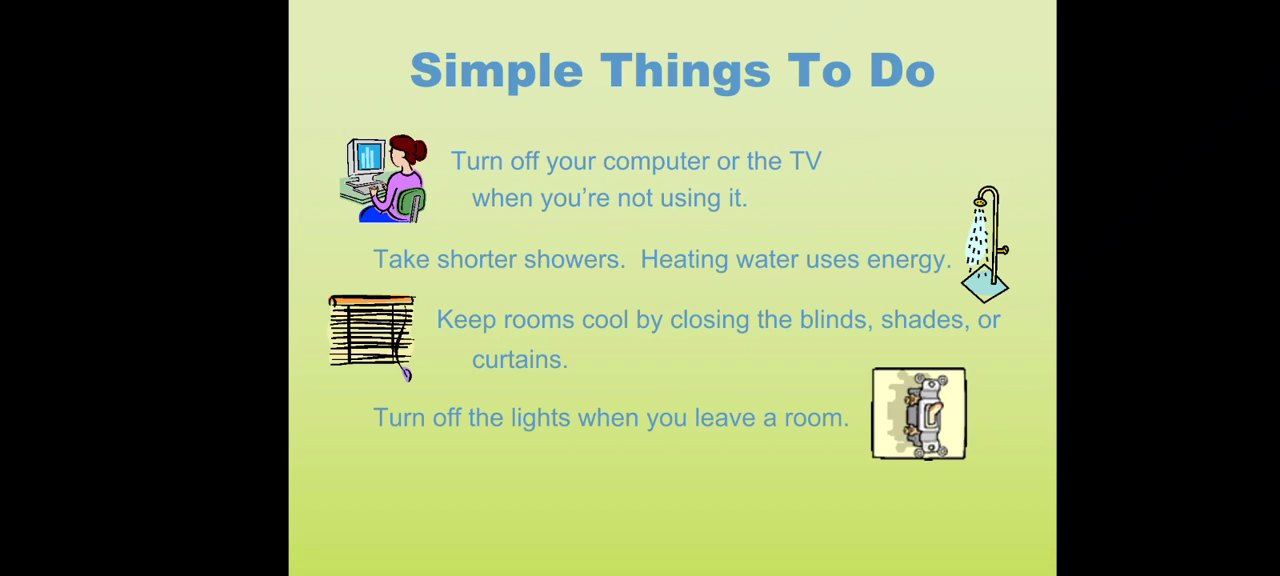 Simple Things To Do
Turn off your computer or the TV
when you’re not using it.
Take shorter showers.  Heating water uses energy.
Keep rooms cool by closing the blinds, shades, or
curtains.
Turn off the lights when you leave a room.